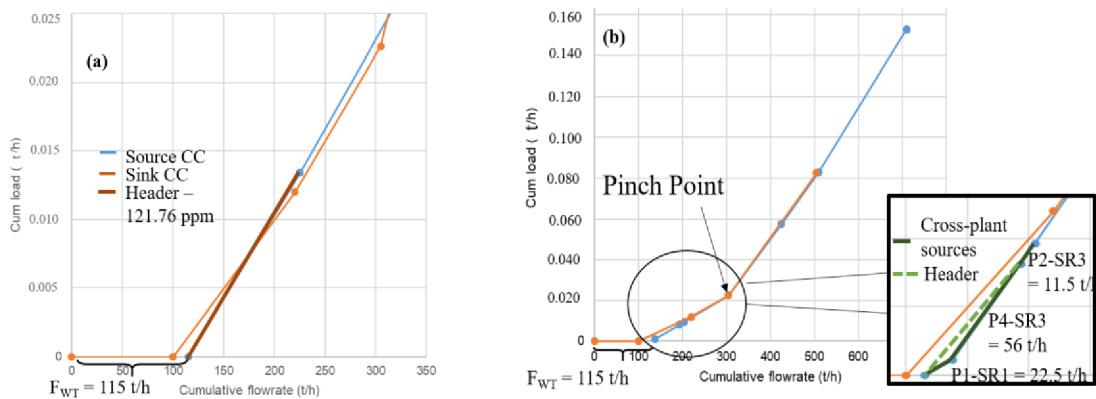 (a)
0.025
0.020
0.015
0.010
0.005
0
Cum load ( t/h)
Source CC
Sink CC
Header –
121.76 ppm
0 50 100 150 200 250 300 350 400
F WT = 115 t/h
Cumulative flowrate (t/h)
(b)
0.160
0.140
0.120
0.100
0.080
0.060
0.040
0.020
0
Cum load ( t/h)
Pinch Point
0 100 200 300 400 500 600
F WT = 115 t/h
Cumulative flowrate (t/h)
Cross-plant
sources
Header
P2-SR3
= 11.5 t/h
P4-SR3
= 56 t/h
P1-SR1 = 22.5 t/h